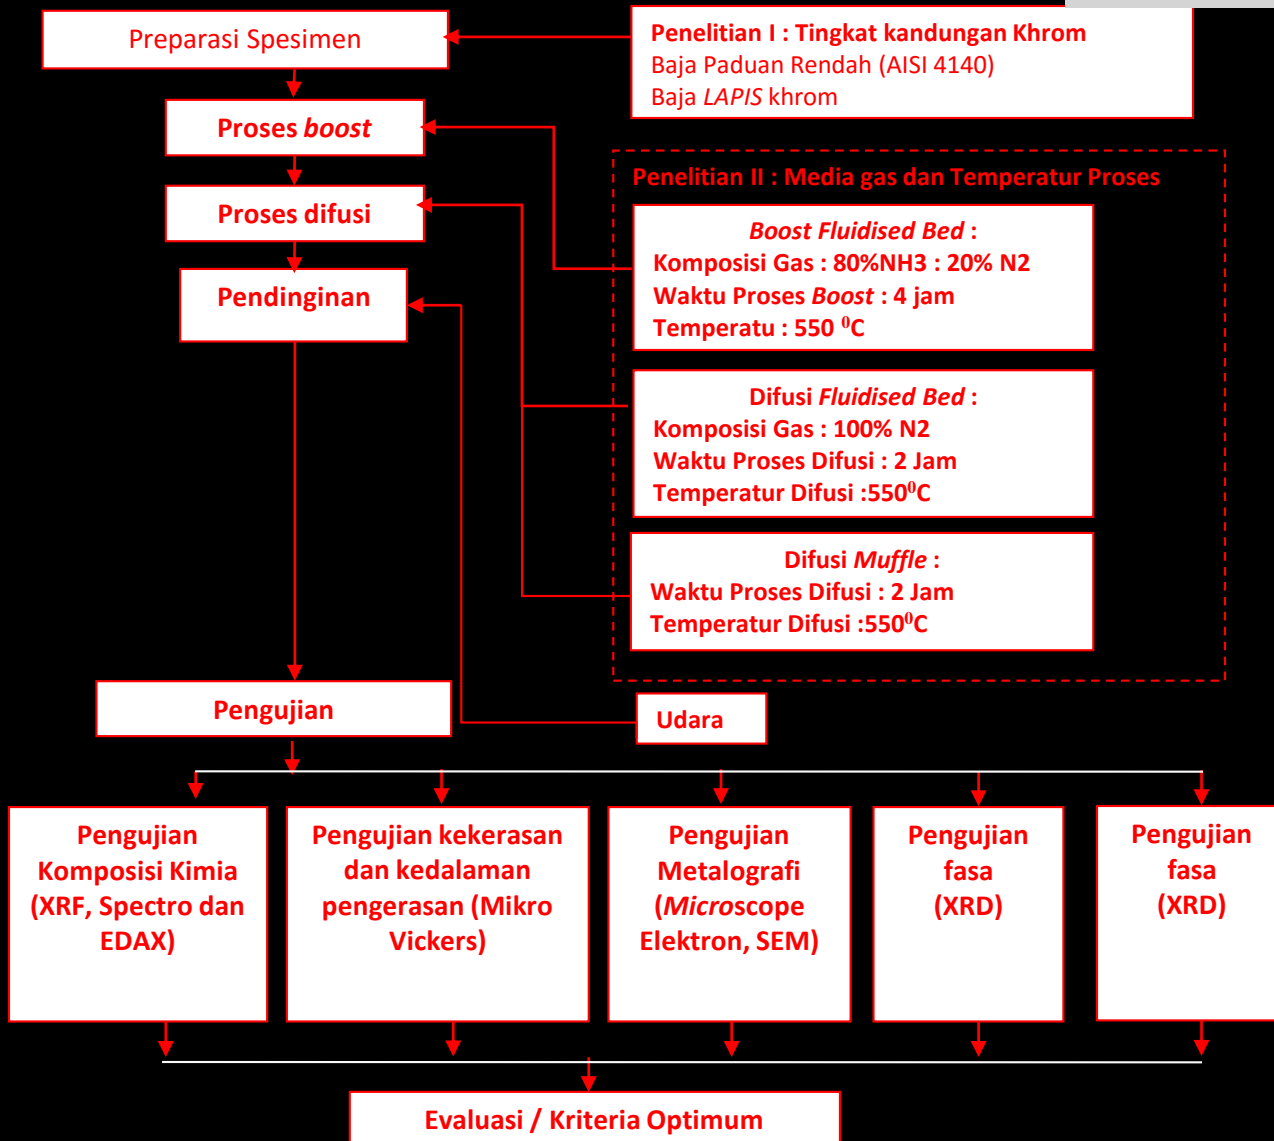 Preparasi Spesimen
Penelitian I : Tingkat kandungan Khrom
Baja Paduan Rendah (AISI 4140)
Baja LAPIS khrom
Proses boost
Proses difusi
Pendinginan
Penelitian II : Media gas dan Temperatur Proses
Boost Fluidised Bed :
Komposisi Gas : 80%NH3 : 20% N2
Waktu Proses Boost : 4 jam
Temperatu : 550 ⁰C
Difusi Fluidised Bed :
Komposisi Gas : 100% N2
Waktu Proses Difusi : 2 Jam
Temperatur Difusi :550⁰C
Difusi Muffle :
Waktu Proses Difusi : 2 Jam
Temperatur Difusi :550⁰C
Pengujian
Udara
Pengujian
Komposisi Kimia
(XRF, Spectro dan
EDAX)
Pengujian kekerasan
dan kedalaman
pengerasan (Mikro
Vickers)
Pengujian
Metalografi
(Microscope
Elektron, SEM)
Pengujian
fasa
(XRD)
Pengujian
fasa
(XRD)
Evaluasi / Kriteria Optimum